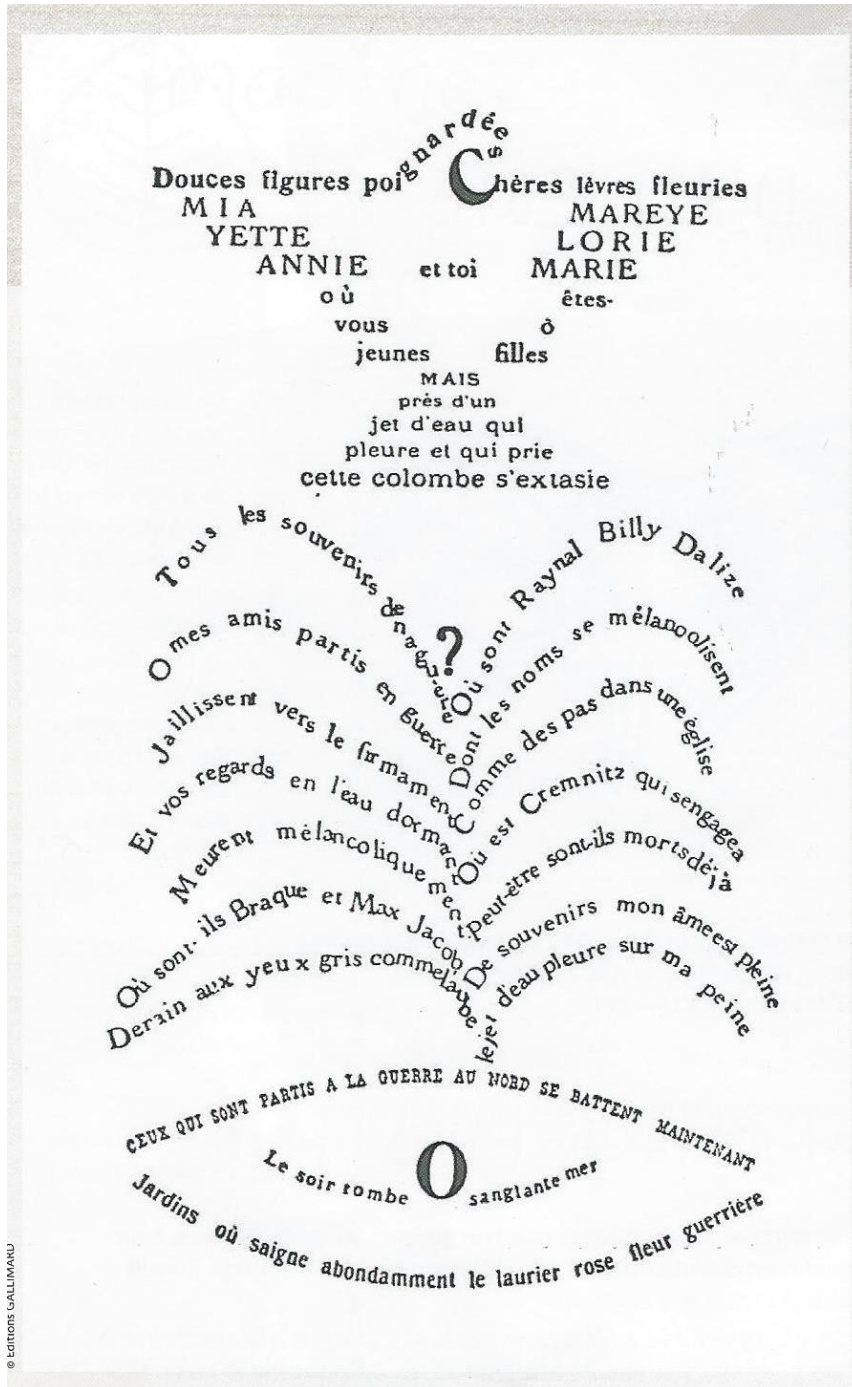 Douces figures poignardées Chères lèvres fleuries
MIA MAREYE
YETTE LORIE
ANNIE et toi MARIE
où êtes-
vous ô
jeunes filles
MAIS
près d'un
jet d'eau qui
pleure et qui prie
cette colombe s'extasie
Tous les souvenirs de naguère
O mes amis partis en guerre
Jaillissent vers le firmament
Et vos regards en l'eau dormant
Meurent mélancoliquement
Où sont-ils Braque et Max Jacob
Derain aux yeux gris comme l'aube
?
Où sont Raynal Billy Dalize
Dont les noms se mélancolisent
Comme des pas dans une église
Où est Cremnitz qui s'engagea
Peut-être sont-ils morts déjà
De souvenirs mon âme est pleine
le jet d'eau pleure sur ma peine
CEUX QUI SONT PARTIS A LA GUERRE AU NORD SE BATTENT MAINTENANT
Le soir tombe O sanglante mer
Jardins où saigne abondamment le laurier rose fleur guerrière
© Editions GALLIMARD